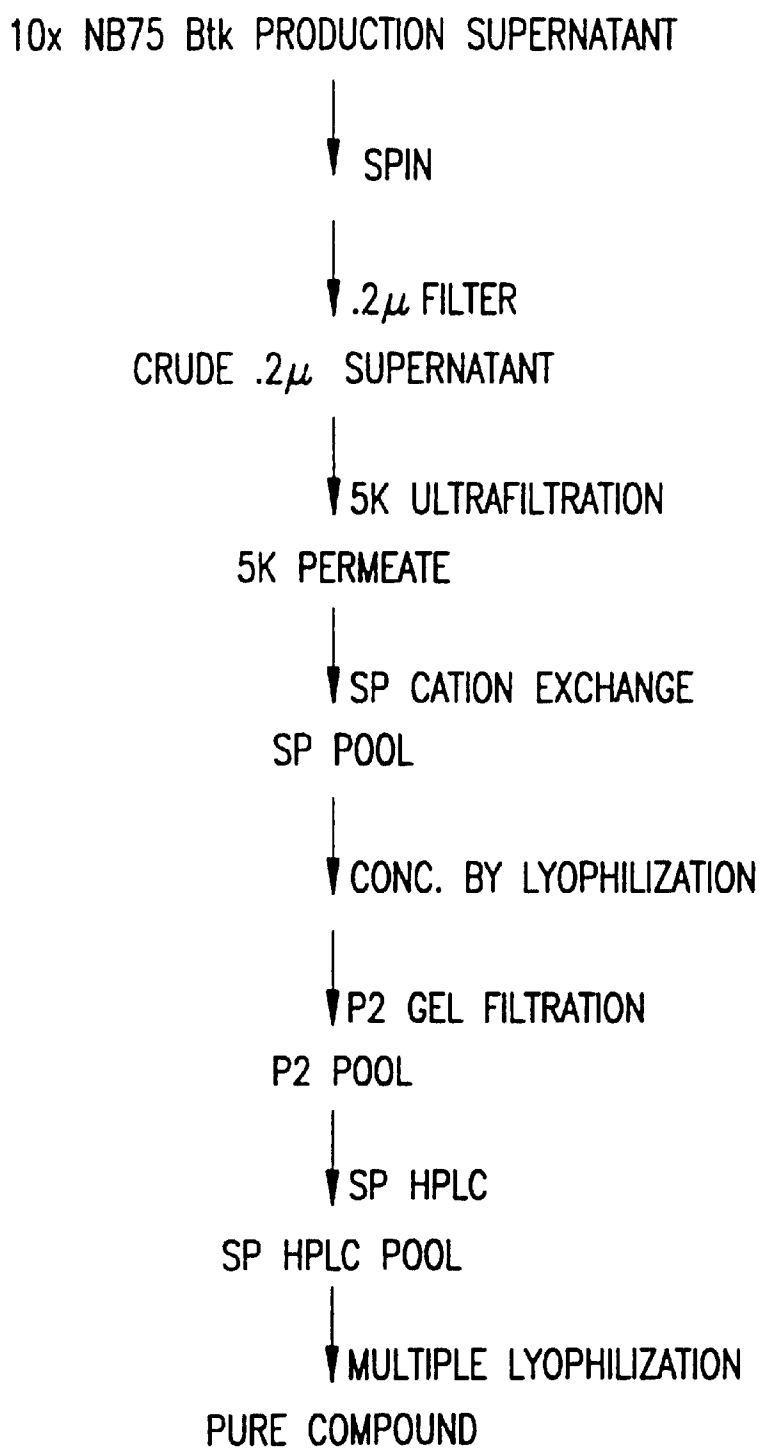 10x NB75 Btk PRODUCTION SUPERNATANT
SPIN
.2μ FILTER
CRUDE .2μ SUPERNATANT
5K ULTRAFILTRATION
5K PERMEATE
SP CATION EXCHANGE
SP POOL
CONC. BY LYOPHILIZATION
P2 GEL FILTRATION
P2 POOL
SP HPLC
SP HPLC POOL
MULTIPLE LYOPHILIZATION
PURE COMPOUND